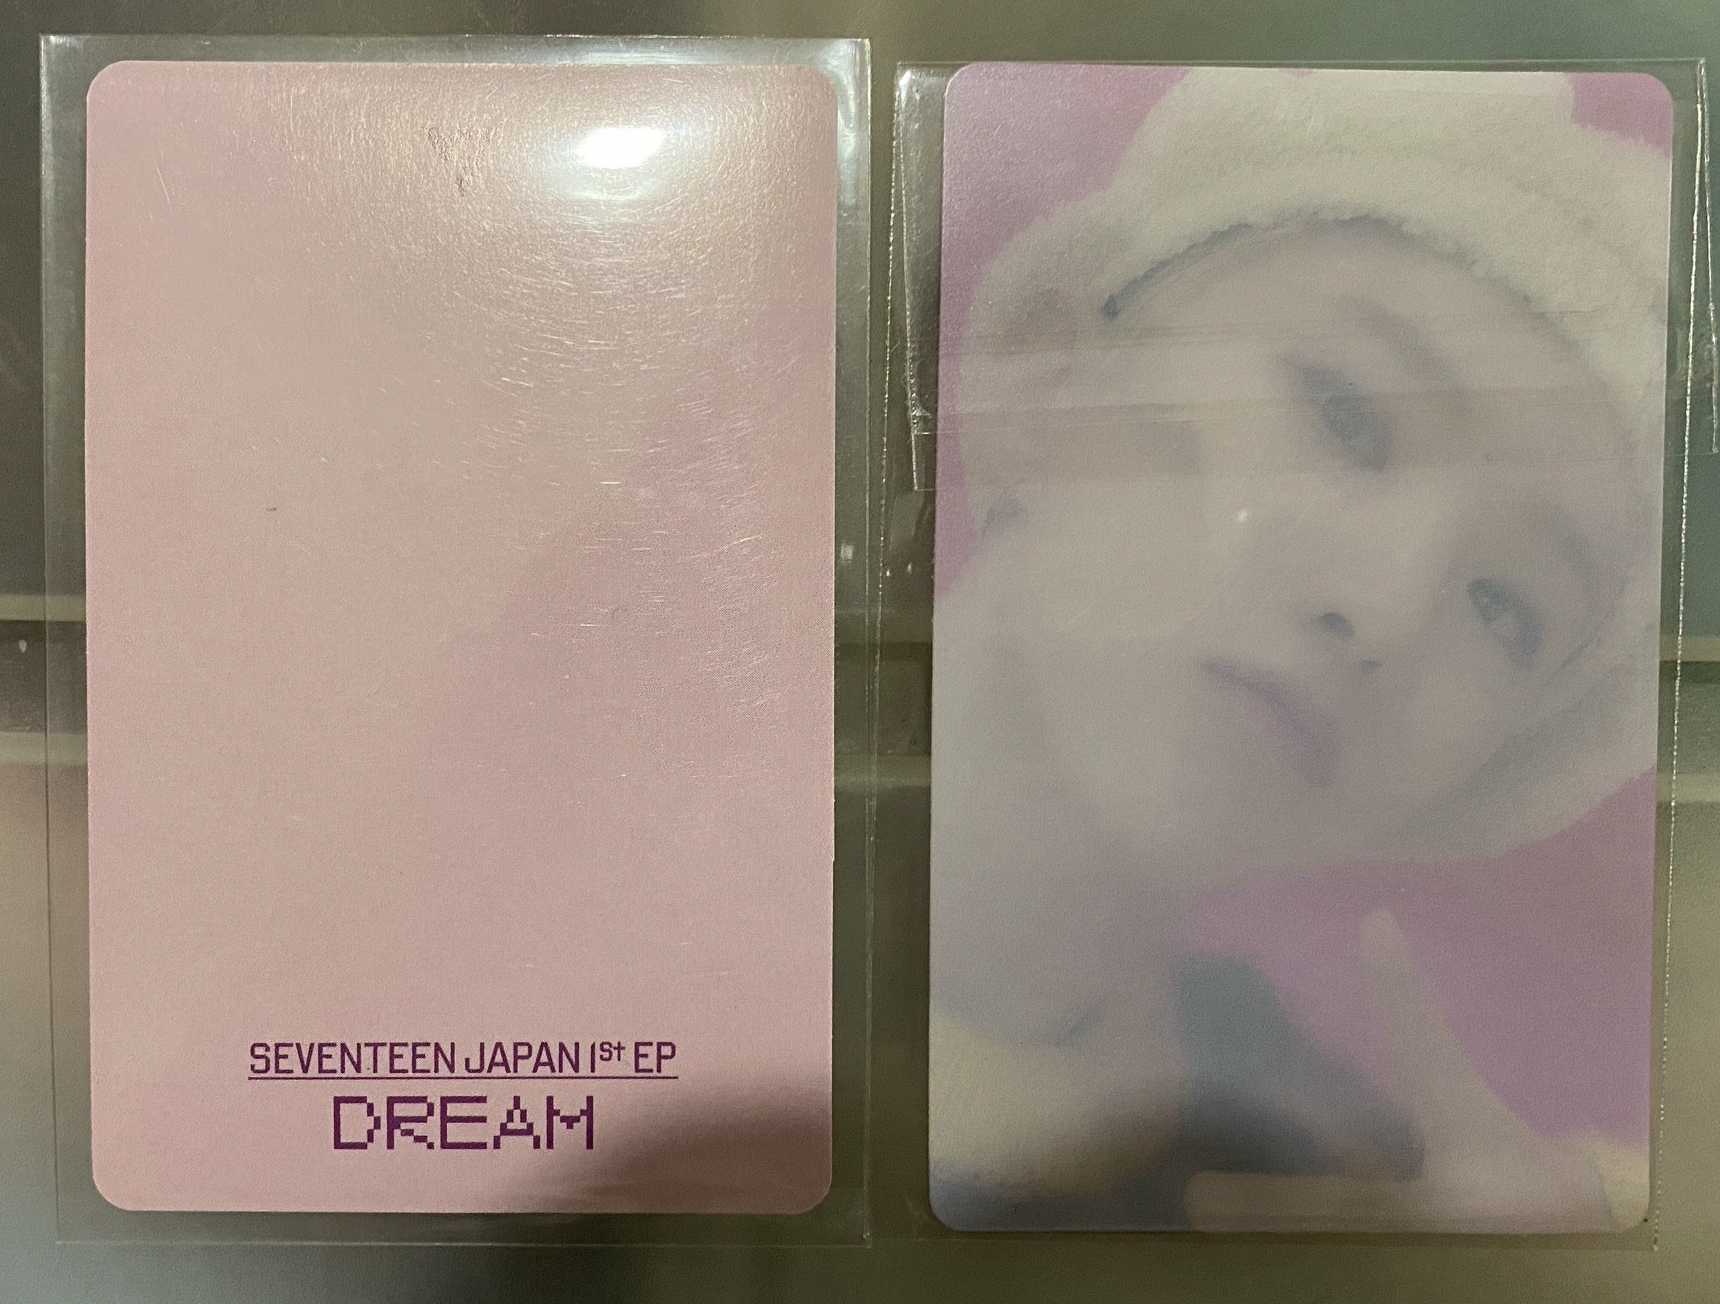 SEVENTEEN JAPAN 1st EP
DREAM